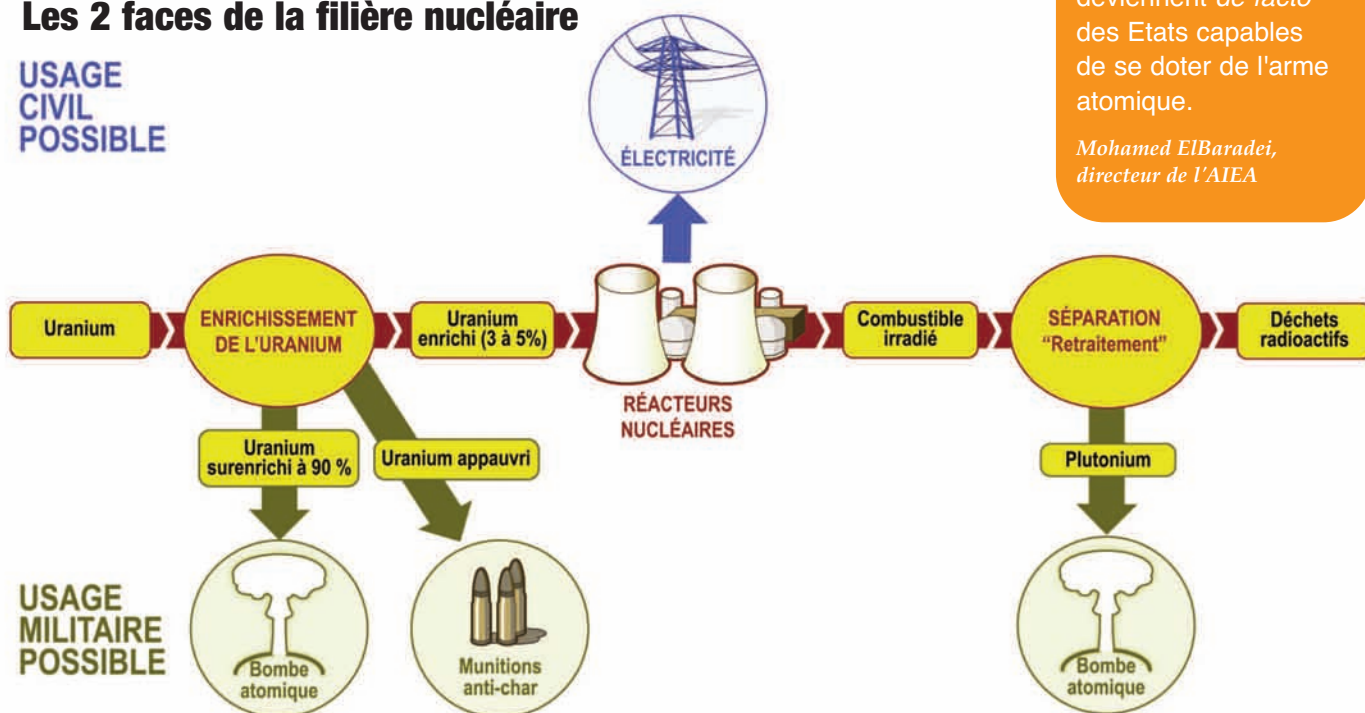 Les 2 faces de la filière nucléaire
USAGE
CIVIL
POSSIBLE
ÉLECTRICITÉ
deviennent de facto
des Etats capables
de se doter de l'arme
atomique.
Mohamed ElBaradei,
directeur de l'AIEA
Uranium
ENRICHISSEMENT
DE L'URANIUM
Uranium
enrichi (3 à 5%)
RÉACTEURS
NUCLÉAIRES
Combustible
irradié
SÉPARATION
"Retraitement"
Déchets
radioactifs
Uranium
surenrichi à 90 %
Uranium appauvri
Plutonium
USAGE
MILITAIRE
POSSIBLE
Bombe
atomique
Munitions
anti-char
Bombe
atomique